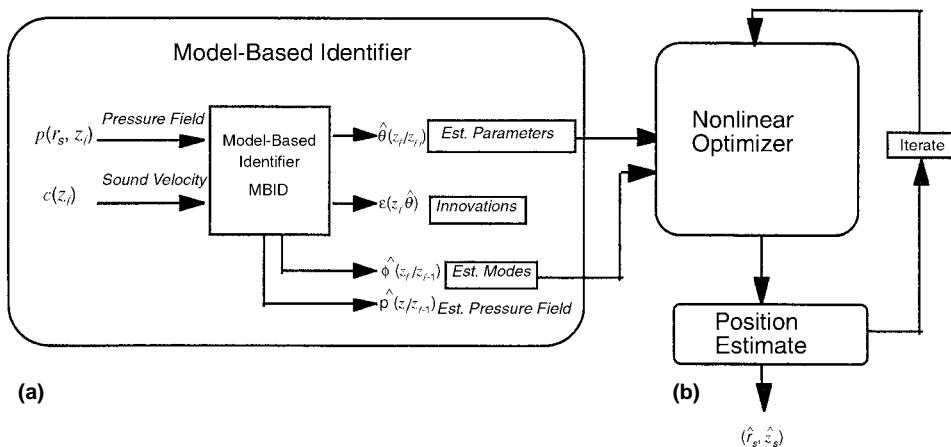 Model-Based Identifier
Pressure Field
p(r_s, z_ℓ)
Sound Velocity
c(z_ℓ)
Model-Based
Identifier
MBID
θ̂(z_ℓ/z_ℓ) Est. Parameters
ε(z_ℓ θ̂) Innovations
ϕ̂(z_ℓ/z_ℓ-1) Est. Modes
p̂(z/z_ℓ-1) Est. Pressure Field
(a)
Nonlinear
Optimizer
Iterate
Position
Estimate
(b)
(r̂_s, ẑ_s)